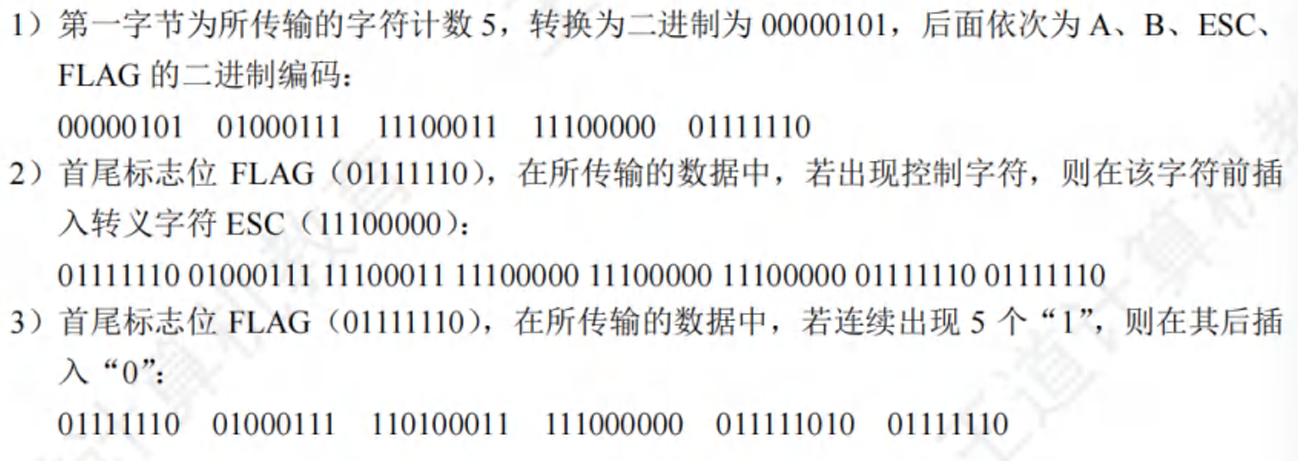 1）第一字节为所传输的字符计数 5，转换为二进制为 00000101，后面依次为 A、B、ESC、
FLAG 的二进制编码：
00000101 01000111 11100011 11100000 01111110
2）首尾标志位 FLAG（01111110），在所传输的数据中，若出现控制字符，则在该字符前插
入转义字符 ESC（11100000）：
01111110 01000111 11100011 11100000 11100000 11100000 01111110 01111110
3）首尾标志位 FLAG（01111110），在所传输的数据中，若连续出现 5 个“1”，则在其后插
入“0”：
01111110 01000111 110100011 111000000 011111010 01111110